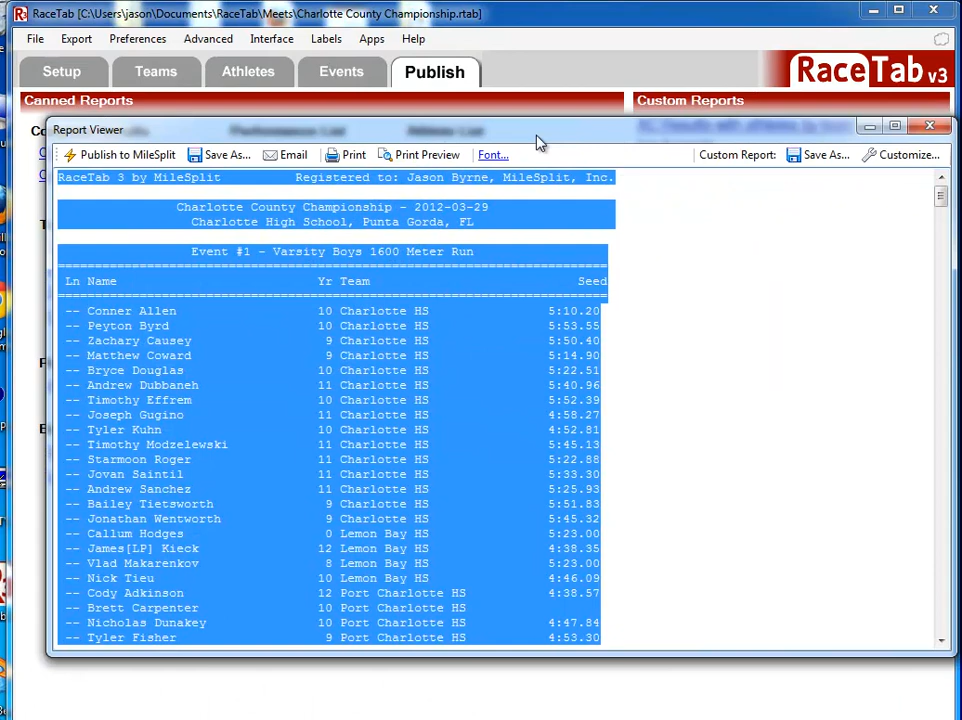 RaceTab [C:\Users\jason\Documents\RaceTab\Meets\Charlotte County Championship.rtab]
File Export Preferences Advanced Interface Labels Apps Help
Setup Teams Athletes Events Publish RaceTab v3
Canned Reports Custom Reports
Report Viewer
Publish to MileSplit Save As... Email Print Print Preview Font... Custom Report: Save As... Customize...
RaceTab 3 by MileSplit Registered to: Jason Byrne, MileSplit, Inc.
Charlotte County Championship - 2012-03-29
Charlotte High School, Punta Gorda, FL
Event #1 - Varsity Boys 1600 Meter Run
Ln Name Yr Team Seed
-- Conner Allen 10 Charlotte HS 5:10.20
-- Peyton Byrd 10 Charlotte HS 5:53.55
-- Zachary Causey 9 Charlotte HS 5:50.40
-- Matthew Coward 9 Charlotte HS 5:14.90
-- Bryce Douglas 10 Charlotte HS 5:22.51
-- Andrew Dubbaneh 11 Charlotte HS 5:40.96
-- Timothy Effrem 10 Charlotte HS 5:52.39
-- Joseph Gugino 11 Charlotte HS 4:58.27
-- Tyler Kuhn 10 Charlotte HS 4:52.81
-- Timothy Modzelewski 11 Charlotte HS 5:45.13
-- Starmoon Roger 11 Charlotte HS 5:22.88
-- Jovan Saintil 11 Charlotte HS 5:33.30
-- Andrew Sanchez 11 Charlotte HS 5:25.93
-- Bailey Tietsworth 9 Charlotte HS 5:51.83
-- Jonathan Wentworth 9 Charlotte HS 5:45.32
-- Callum Hodges 0 Lemon Bay HS 5:23.00
-- James[LP] Kieck 12 Lemon Bay HS 4:38.35
-- Vlad Makarenkov 8 Lemon Bay HS 5:23.00
-- Nick Tieu 10 Lemon Bay HS 4:46.09
-- Cody Adkinson 12 Port Charlotte HS 4:38.57
-- Brett Carpenter 10 Port Charlotte HS
-- Nicholas Dunakey 11 Port Charlotte HS 4:47.84
-- Tyler Fisher 9 Port Charlotte HS 4:53.30